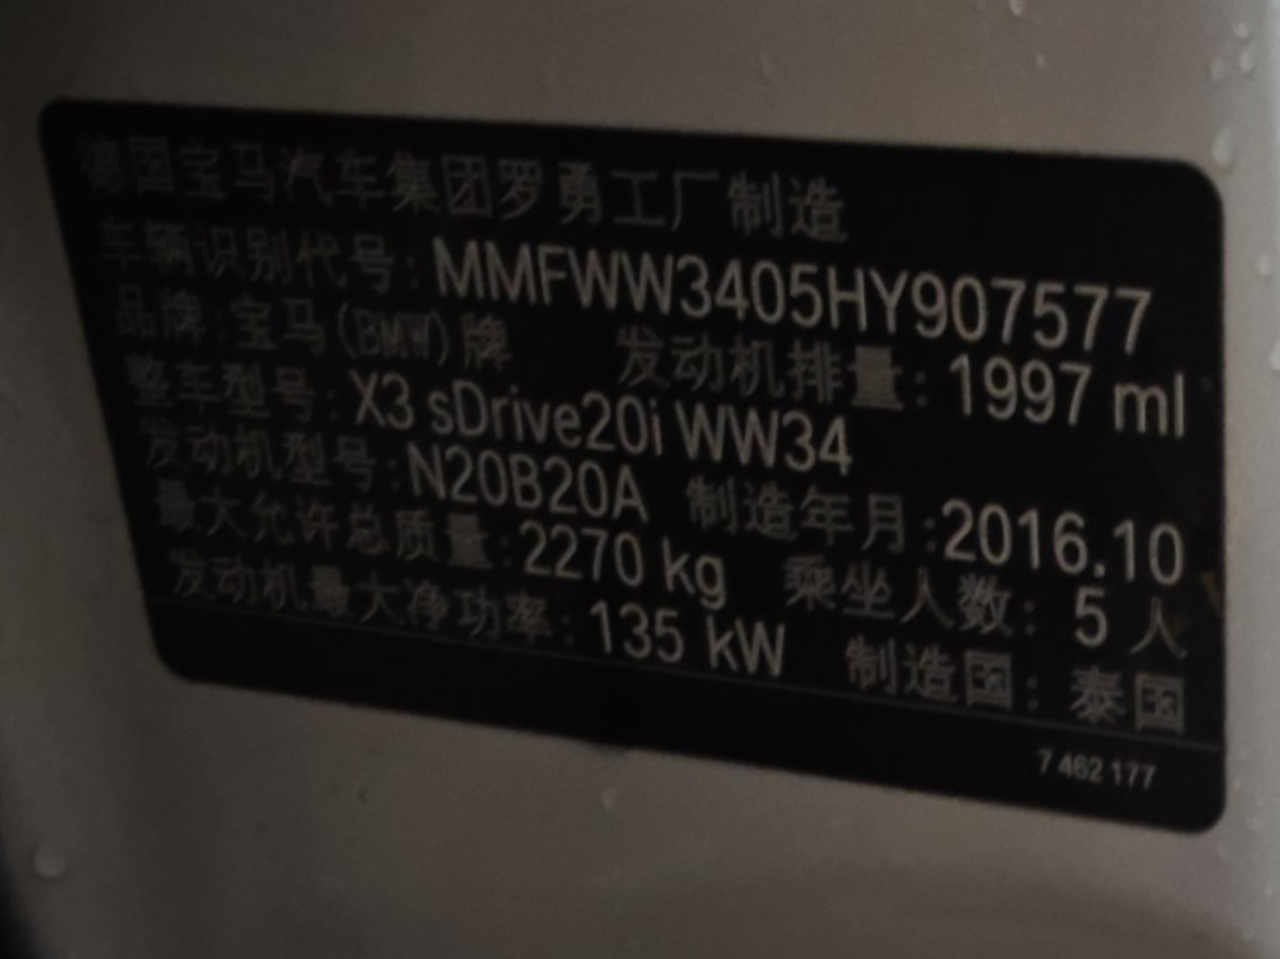 德国宝马汽车集团罗勇工厂制造
车辆识别代号: MMFWW3405HY907577
品牌: 宝马(BMW)牌 发动机排量: 1997 ml
整车型号: X3 sDrive20i WW34
发动机型号: N20B20A 制造年月: 2016.10
最大允许总质量: 2270 kg 乘坐人数: 5 人
发动机最大净功率: 135 kW 制造国: 泰国
7 462 177